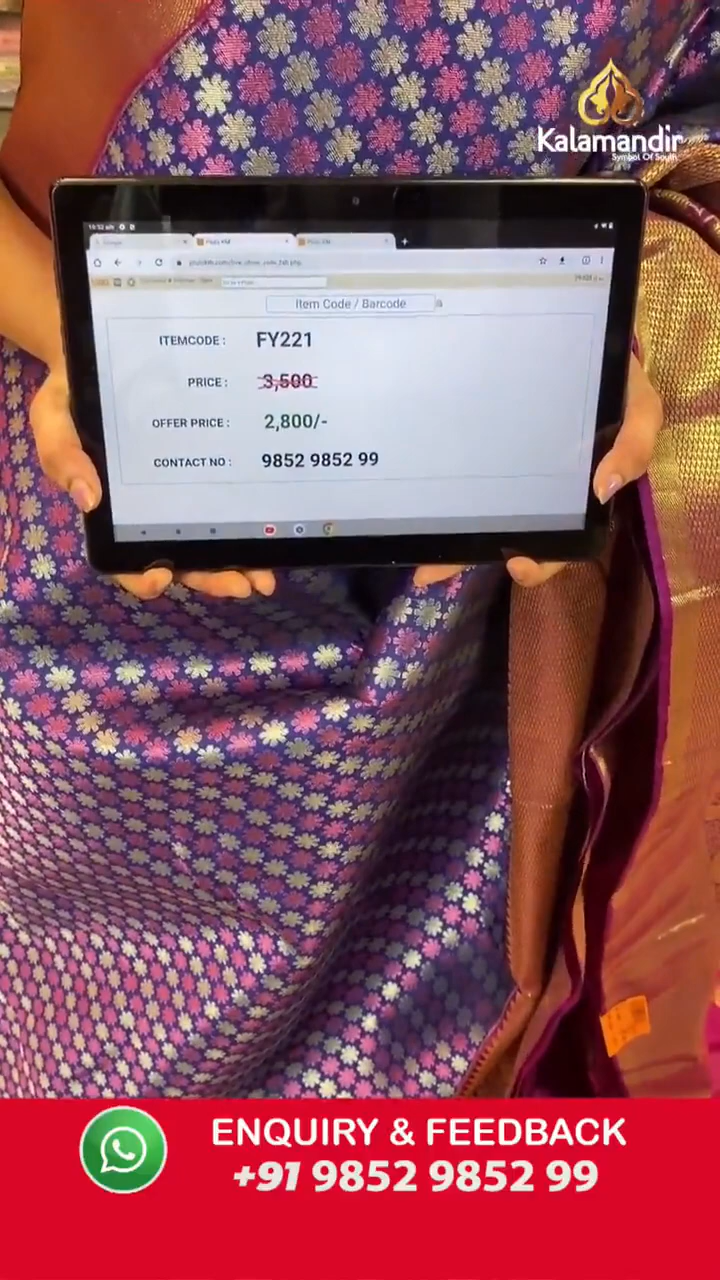 Kalamandir
Symbol Of South
Item Code / Barcode
ITEMCODE : FY221
PRICE : 3,500
OFFER PRICE : 2,800/-
CONTACT NO : 9852 9852 99
ENQUIRY & FEEDBACK
+91 9852 9852 99